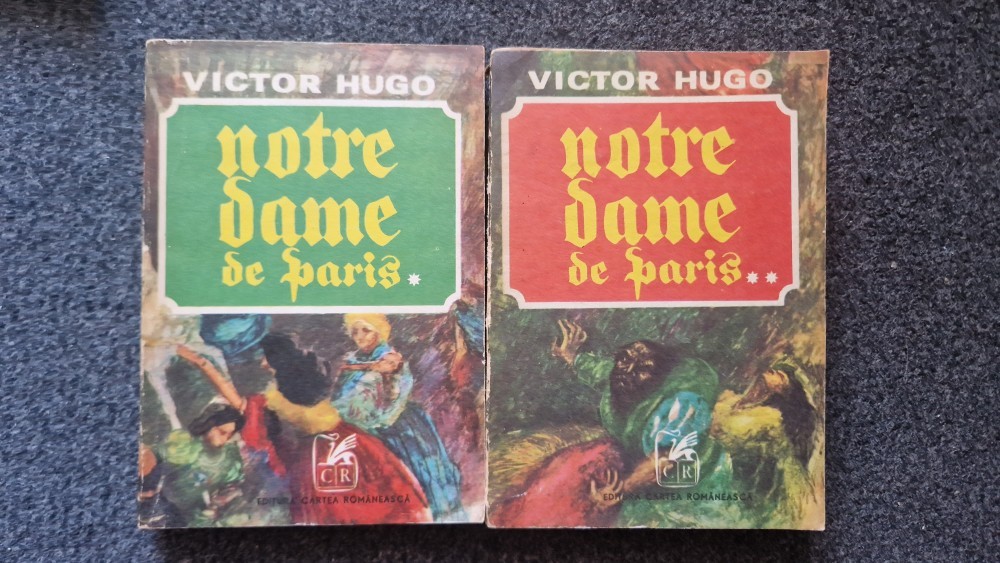 VICTOR HUGO
notre
dame
de paris*
CR
EDITURA CARTEA ROMÂNEASCĂ
VICTOR HUGO
notre
dame
de paris**
CR
EDITURA CARTEA ROMÂNEASCĂ